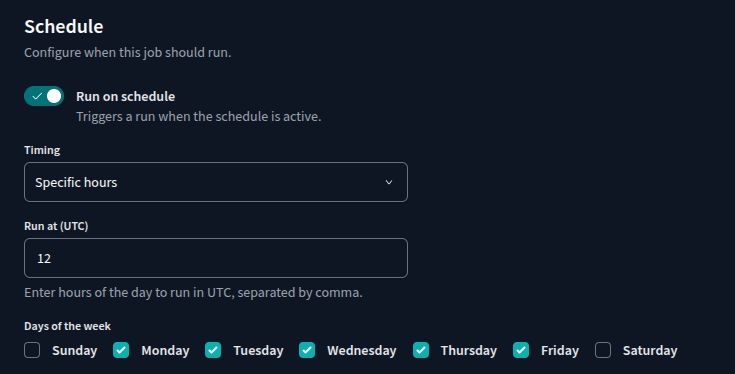 Schedule
Configure when this job should run.
Run on schedule
Triggers a run when the schedule is active.
Timing
Specific hours
Run at (UTC)
12
Enter hours of the day to run in UTC, separated by comma.
Days of the week
Sunday Monday Tuesday Wednesday Thursday Friday Saturday